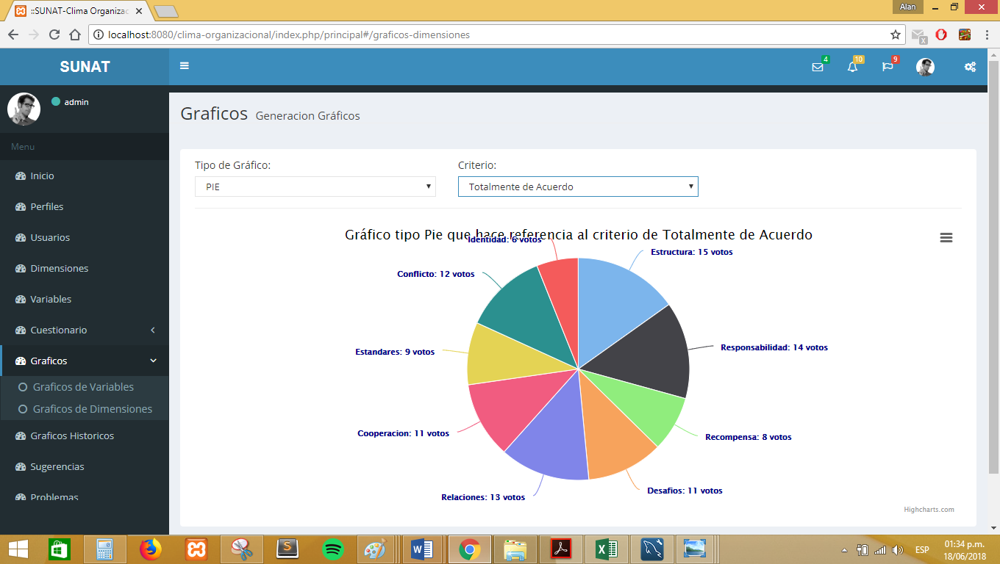 ::SUNAT-Clima Organizac
Alan
localhost:8080/clima-organizacional/index.php/principal#/graficos-dimensiones
SUNAT
4
10
9
admin
Menu
Inicio
Perfiles
Usuarios
Dimensiones
Variables
Cuestionario
Graficos
Graficos de Variables
Graficos de Dimensiones
Graficos Historicos
Sugerencias
Problemas
Graficos Generacion Gráficos
Tipo de Gráfico:
PIE
Criterio:
Totalmente de Acuerdo
Gráfico tipo Pie que hace referencia al criterio de Totalmente de Acuerdo
Identidad: 6 votos
Estructura: 15 votos
Conflicto: 12 votos
Responsabilidad: 14 votos
Estandares: 9 votos
Cooperacion: 11 votos
Recompensa: 8 votos
Relaciones: 13 votos
Desafios: 11 votos
Highcharts.com
ESP
01:34 p.m.
18/06/2018